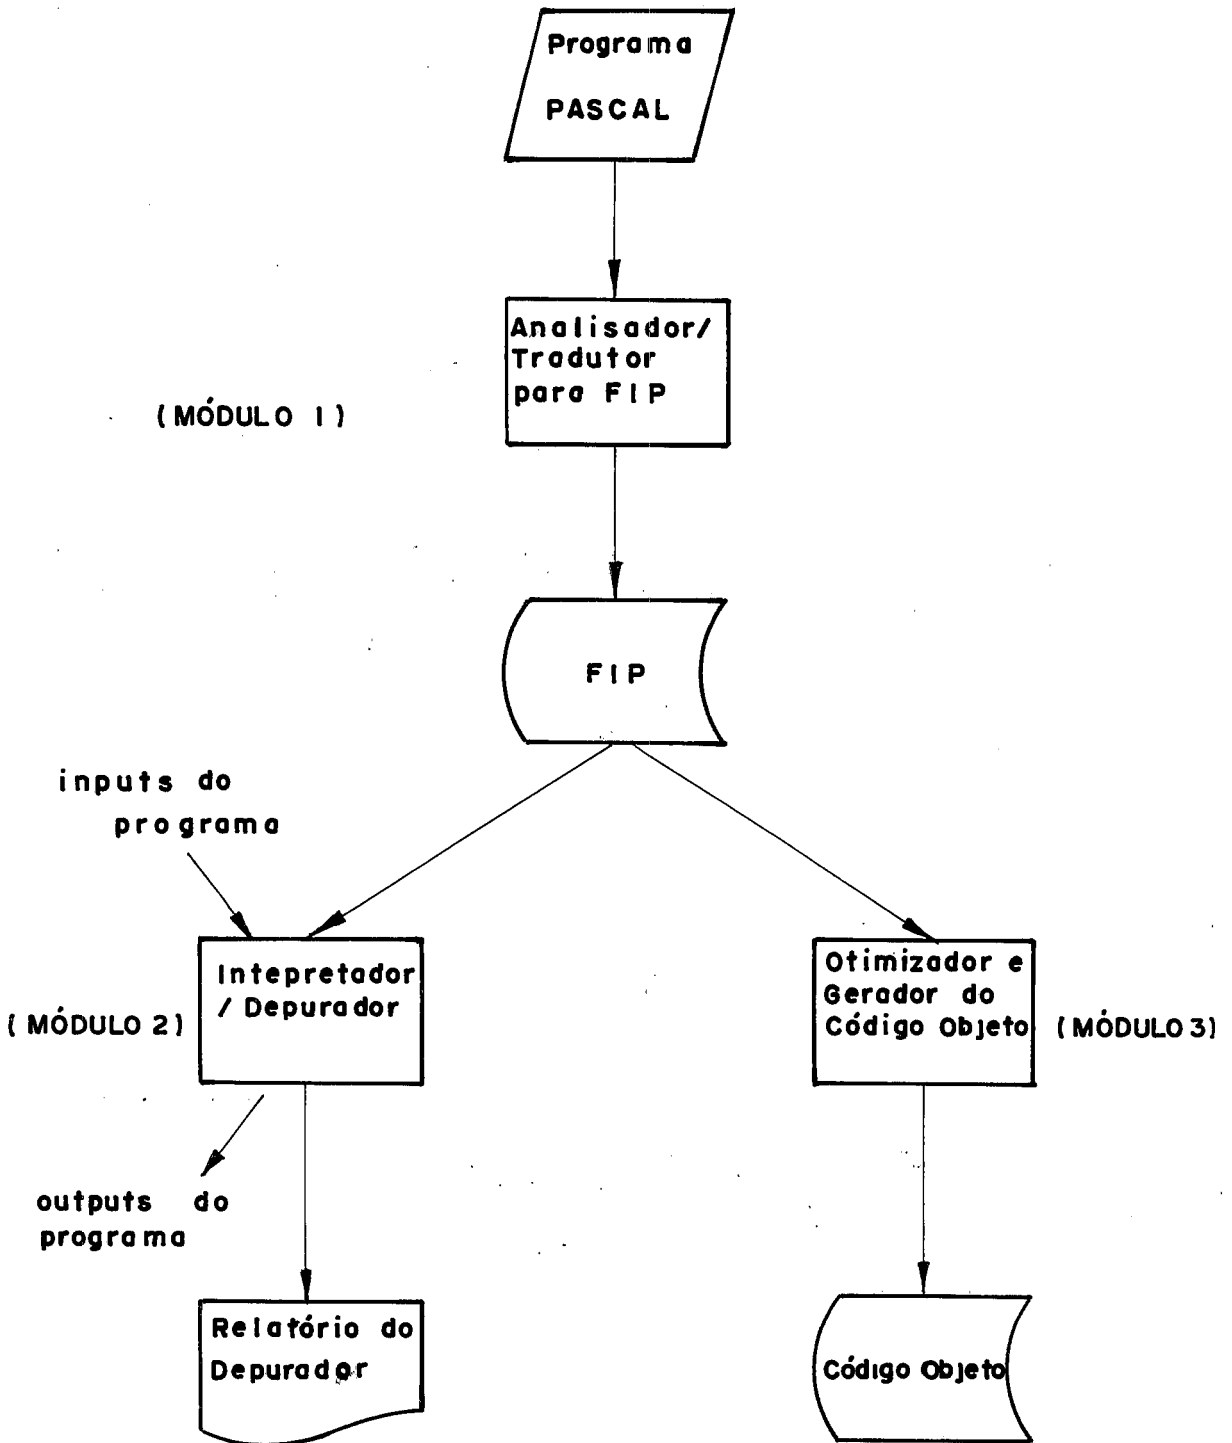 Programa
PASCAL
Analisador/
Tradutor
para FIP
(MÓDULO 1)
FIP
inputs do
programa
Intepretador
/ Depurador
(MÓDULO 2)
Otimizador e
Gerador do
Código Objeto
(MÓDULO 3)
outputs do
programa
Relatório do
Depurador
Código Objeto